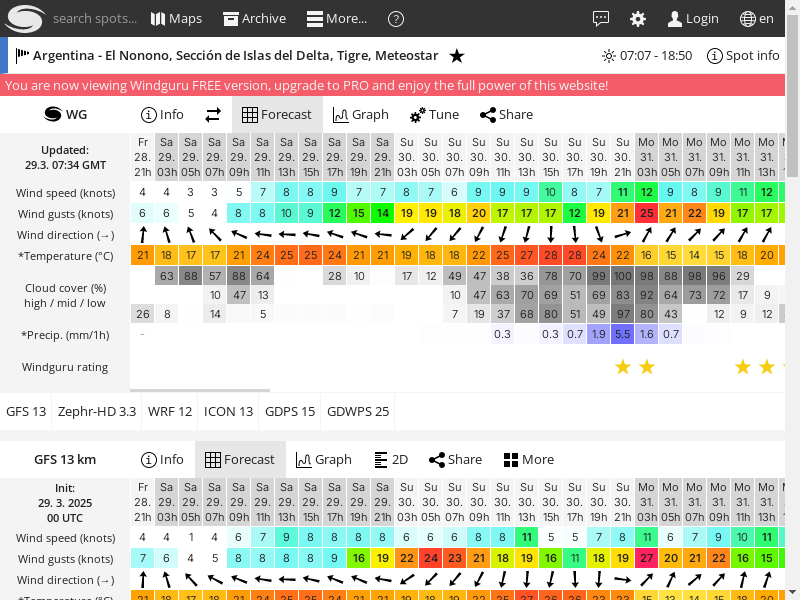 search spots...
Maps
Archive
More...
?
Login
en
Argentina - El Nonono, Sección de Islas del Delta, Tigre, Meteostar
07:07 - 18:50
Spot info
You are now viewing Windguru FREE version, upgrade to PRO and enjoy the full power of this website!
WG
Info
Forecast
Graph
Tune
Share
Updated:
29.3. 07:34 GMT
Fr Sa Sa Sa Sa Sa Sa Sa Sa Sa Sa Su Su Su Su Su Su Su Su Su Su Mo Mo Mo Mo Mo Mo
28. 29. 29. 29. 29. 29. 29. 29. 29. 29. 29. 30. 30. 30. 30. 30. 30. 30. 30. 30. 30. 31. 31. 31. 31. 31. 31.
21h 03h 05h 07h 09h 11h 13h 15h 17h 19h 21h 03h 05h 07h 09h 11h 13h 15h 17h 19h 21h 03h 05h 07h 09h 11h 13h
Wind speed (knots) 4 4 3 3 5 7 8 8 9 7 7 8 7 6 9 9 9 10 8 7 11 12 9 8 9 11 12
Wind gusts (knots) 6 6 5 4 8 8 10 9 12 15 14 19 19 18 20 17 17 17 12 19 21 25 21 22 19 17 17
Wind direction (→)
*Temperature (°C) 21 18 17 17 21 24 25 25 24 21 21 19 18 18 22 25 27 28 28 24 22 16 15 14 15 18 20
63 88 57 88 64 28 10 17 12 49 47 38 36 78 70 99 100 98 88 98 96 29
Cloud cover (%)
high / mid / low
10 47 13 10 47 63 70 69 51 69 83 92 64 73 72 17 9
26 8 14 5 7 19 37 68 80 51 49 97 80 43 12 9 12
*Precip. (mm/1h) - 0.3 0.3 0.7 1.9 5.5 1.6 0.7
Windguru rating
GFS 13
Zephr-HD 3.3
WRF 12
ICON 13
GDPS 15
GDWPS 25
GFS 13 km
Info
Forecast
Graph
2D
Share
More
Init:
29. 3. 2025
00 UTC
Fr Sa Sa Sa Sa Sa Sa Sa Sa Sa Sa Su Su Su Su Su Su Su Su Su Su Mo Mo Mo Mo Mo Mo
28. 29. 29. 29. 29. 29. 29. 29. 29. 29. 29. 30. 30. 30. 30. 30. 30. 30. 30. 30. 30. 31. 31. 31. 31. 31. 31.
21h 03h 05h 07h 09h 11h 13h 15h 17h 19h 21h 03h 05h 07h 09h 11h 13h 15h 17h 19h 21h 03h 05h 07h 09h 11h 13h
Wind speed (knots) 4 4 1 4 6 7 9 8 8 8 8 6 6 6 8 8 11 5 5 7 8 11 6 7 9 10 11
Wind gusts (knots) 7 6 4 5 8 8 8 8 9 16 19 22 24 23 21 18 19 16 11 18 19 27 20 21 22 16 15
Wind direction (→)
*Temperature (°C)